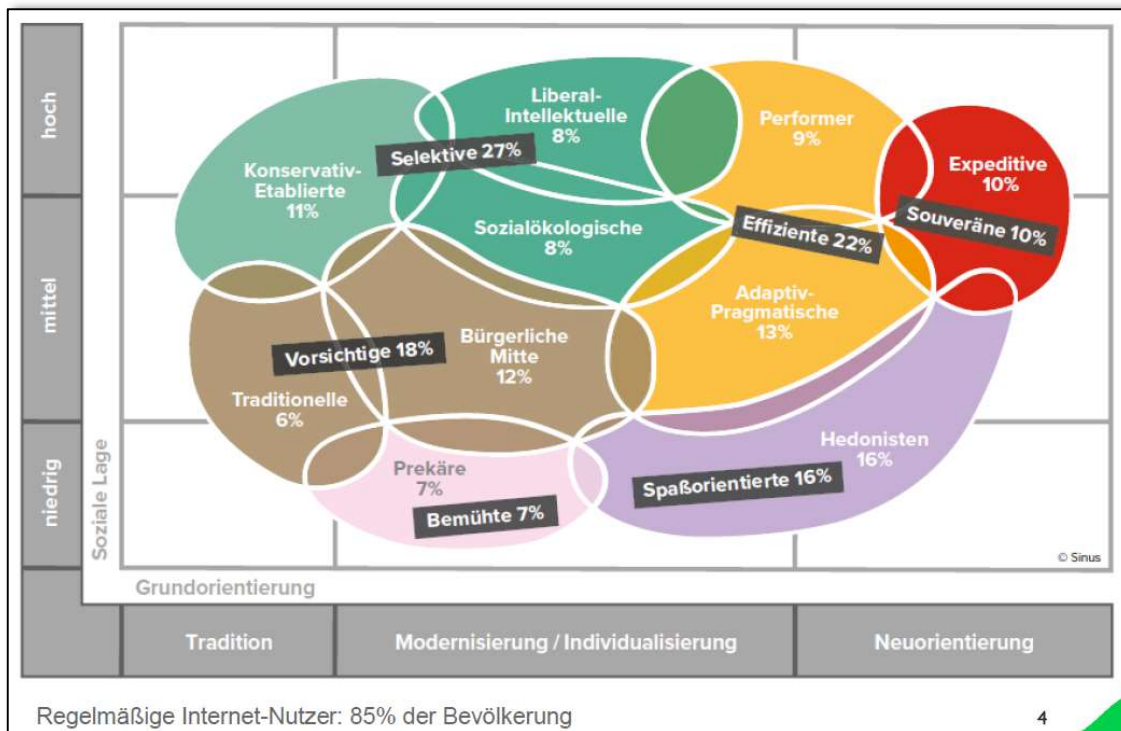 hoch
mittel
niedrig
Soziale Lage
Liberal-
Intellektuelle
8%
Performer
9%
Selektive 27%
Konservativ-
Etablierte
11%
Expeditive
10%
Souveräne 10%
Sozialökologische
8%
Effiziente 22%
Adaptiv-
Pragmatische
13%
Bürgerliche
Mitte
12%
Vorsichtige 18%
Traditionelle
6%
Hedonisten
16%
Prekäre
7%
Spaßorientierte 16%
Bemühte 7%
© Sinus
Grundorientierung
Tradition
Modernisierung / Individualisierung
Neuorientierung
Regelmäßige Internet-Nutzer: 85% der Bevölkerung
4